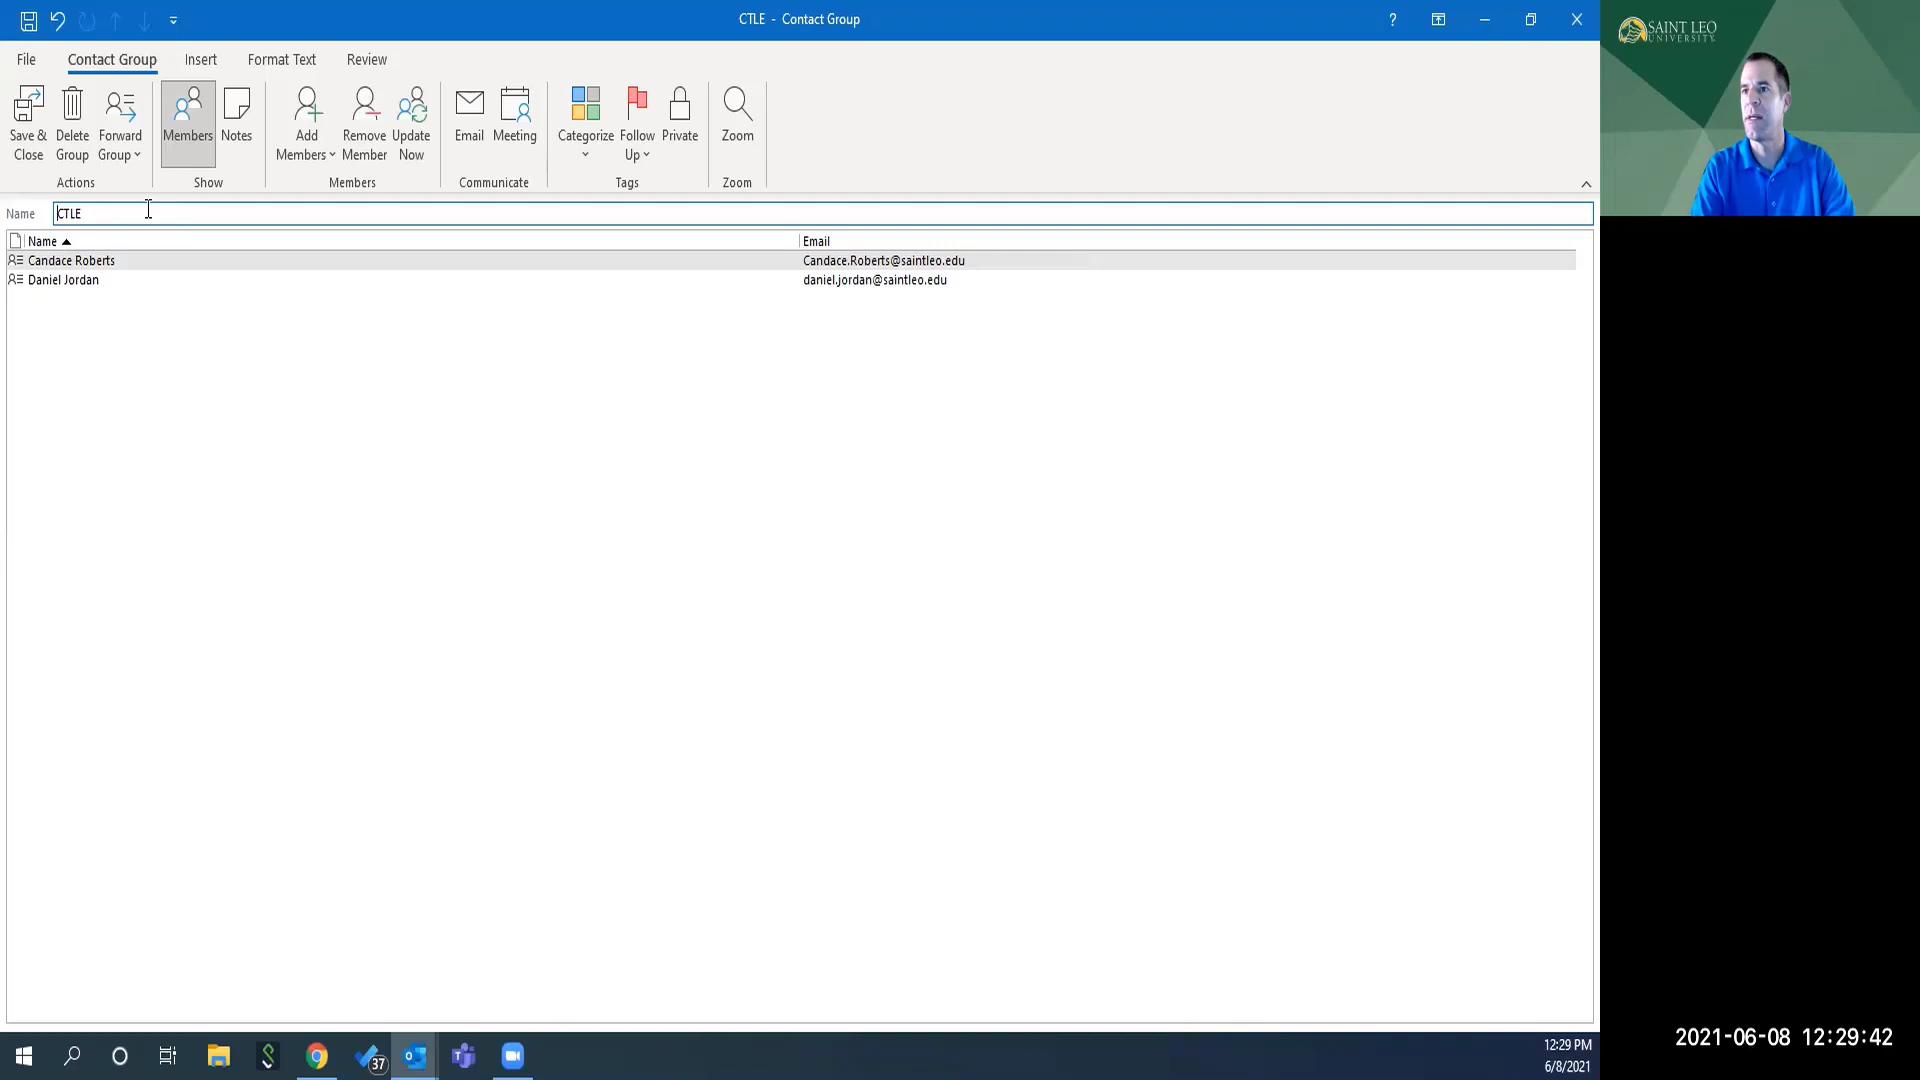 CTLE - Contact Group
?
File Contact Group Insert Format Text Review
Save & Close
Delete Group
Forward Group
Members
Notes
Add Members
Remove Member
Update Now
Email
Meeting
Categorize
Follow Up
Private
Zoom
Actions
Show
Members
Communicate
Tags
Zoom
Name CTLE
Name Email
Candace Roberts Candace.Roberts@saintleo.edu
Daniel Jordan daniel.jordan@saintleo.edu
37
12:29 PM
6/8/2021
SAINT LEO
UNIVERSITY
2021-06-08 12:29:42